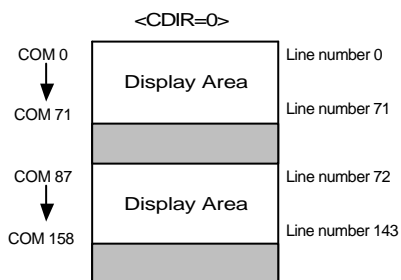 <CDIR=0>
COM 0
Line number 0
Display Area
COM 71
Line number 71
COM 87
Line number 72
Display Area
COM 158
Line number 143